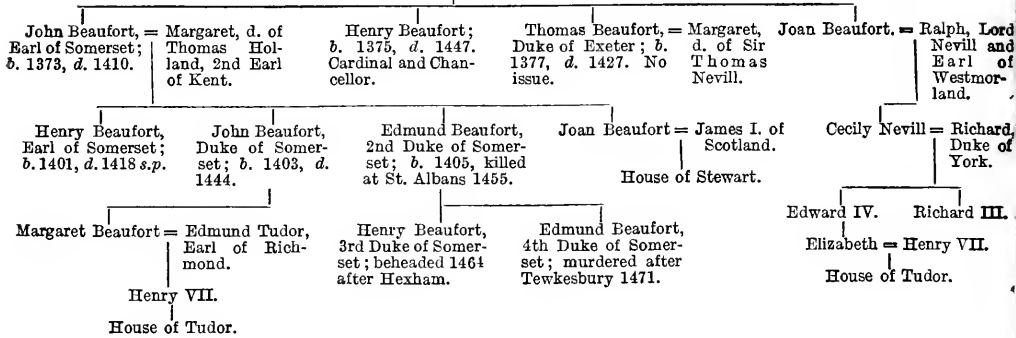 John Beaufort, = Margaret, d. of
Earl of Somerset; Thomas Hol-
b. 1373, d. 1410. land, 2nd Earl
of Kent.
Henry Beaufort;
b. 1375, d. 1447.
Cardinal and Chan-
cellor.
Thomas Beaufort, = Margaret,
Duke of Exeter; b. d. of Sir
1377, d. 1427. No Thomas
issue. Nevill.
Joan Beaufort. = Ralph, Lord
Nevill and
Earl of
Westmor-
land.
Henry Beaufort,
Earl of Somerset;
b. 1401, d. 1418 s.p.
John Beaufort,
Duke of Somer-
set; b. 1403, d.
1444.
Edmund Beaufort,
2nd Duke of Somer-
set; b. 1405, killed
at St. Albans 1455.
Joan Beaufort = James I. of
Scotland.
House of Stewart.
Cecily Nevill = Richard,
Duke of
York.
Margaret Beaufort = Edmund Tudor,
Earl of Rich-
mond.
Henry VII.
House of Tudor.
Henry Beaufort,
3rd Duke of Somer-
set; beheaded 1464
after Hexham.
Edmund Beaufort,
4th Duke of Somer-
set; murdered after
Tewkesbury 1471.
Edward IV. Richard III.
Elizabeth = Henry VII.
House of Tudor.